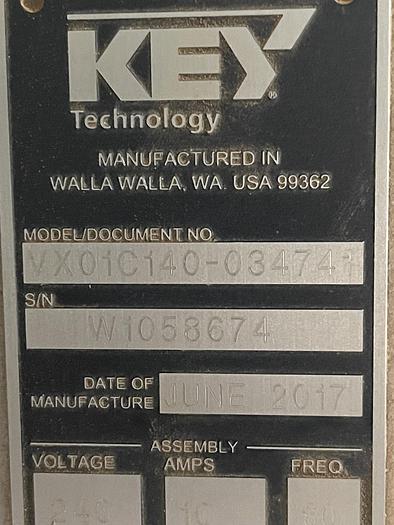 KEY®
Technology
MANUFACTURED IN
WALLA WALLA, WA. USA 99362
MODEL/DOCUMENT NO.
VX01C140-034741
S/N
W1058674
DATE OF
MANUFACTURE JUNE 2017
ASSEMBLY
VOLTAGE AMPS FREQ